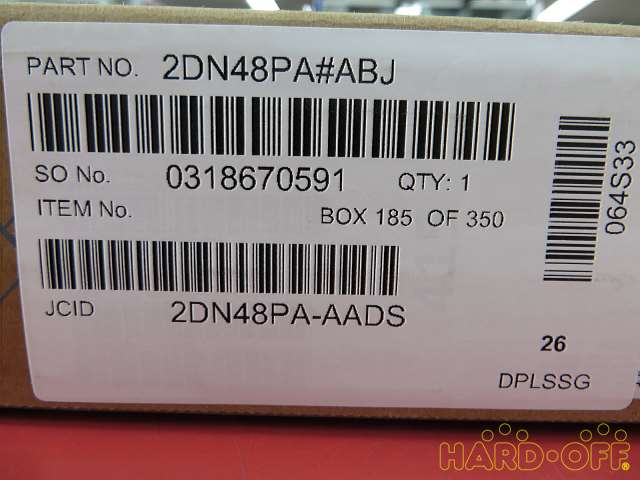 PART NO. 2DN48PA#ABJ
SO No. 0318670591 QTY: 1
ITEM No. BOX 185 OF 350
JCID 2DN48PA-AADS
064S33
26
DPLSSG
HARD-OFF